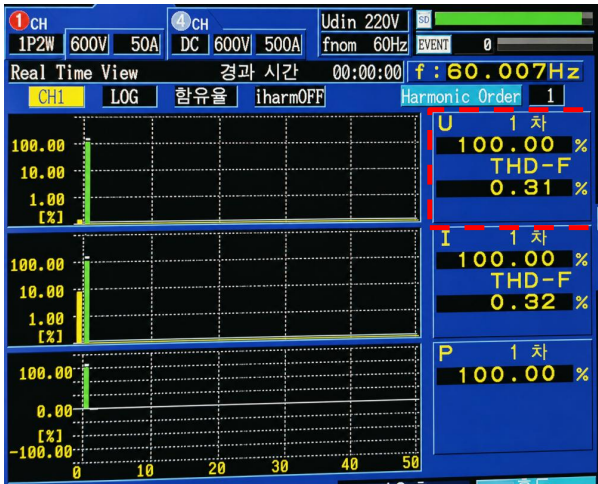 1 CH 4 CH Udin 220V SD
1P2W 600V 50A DC 600V 500A fnom 60Hz EVENT 0
Real Time View 경과 시간 00:00:00 f:60.007Hz
CH1 LOG 함유율 iharmOFF Harmonic Order 1
U 1 차
100.00 100.00 %
10.00 THD-F
1.00 0.31 %
[%]
I 1 차
100.00 100.00 %
10.00 THD-F
1.00 0.32 %
[%]
P 1 차
100.00 100.00 %
0.00
[%]
-100.00
0 10 20 30 40 50